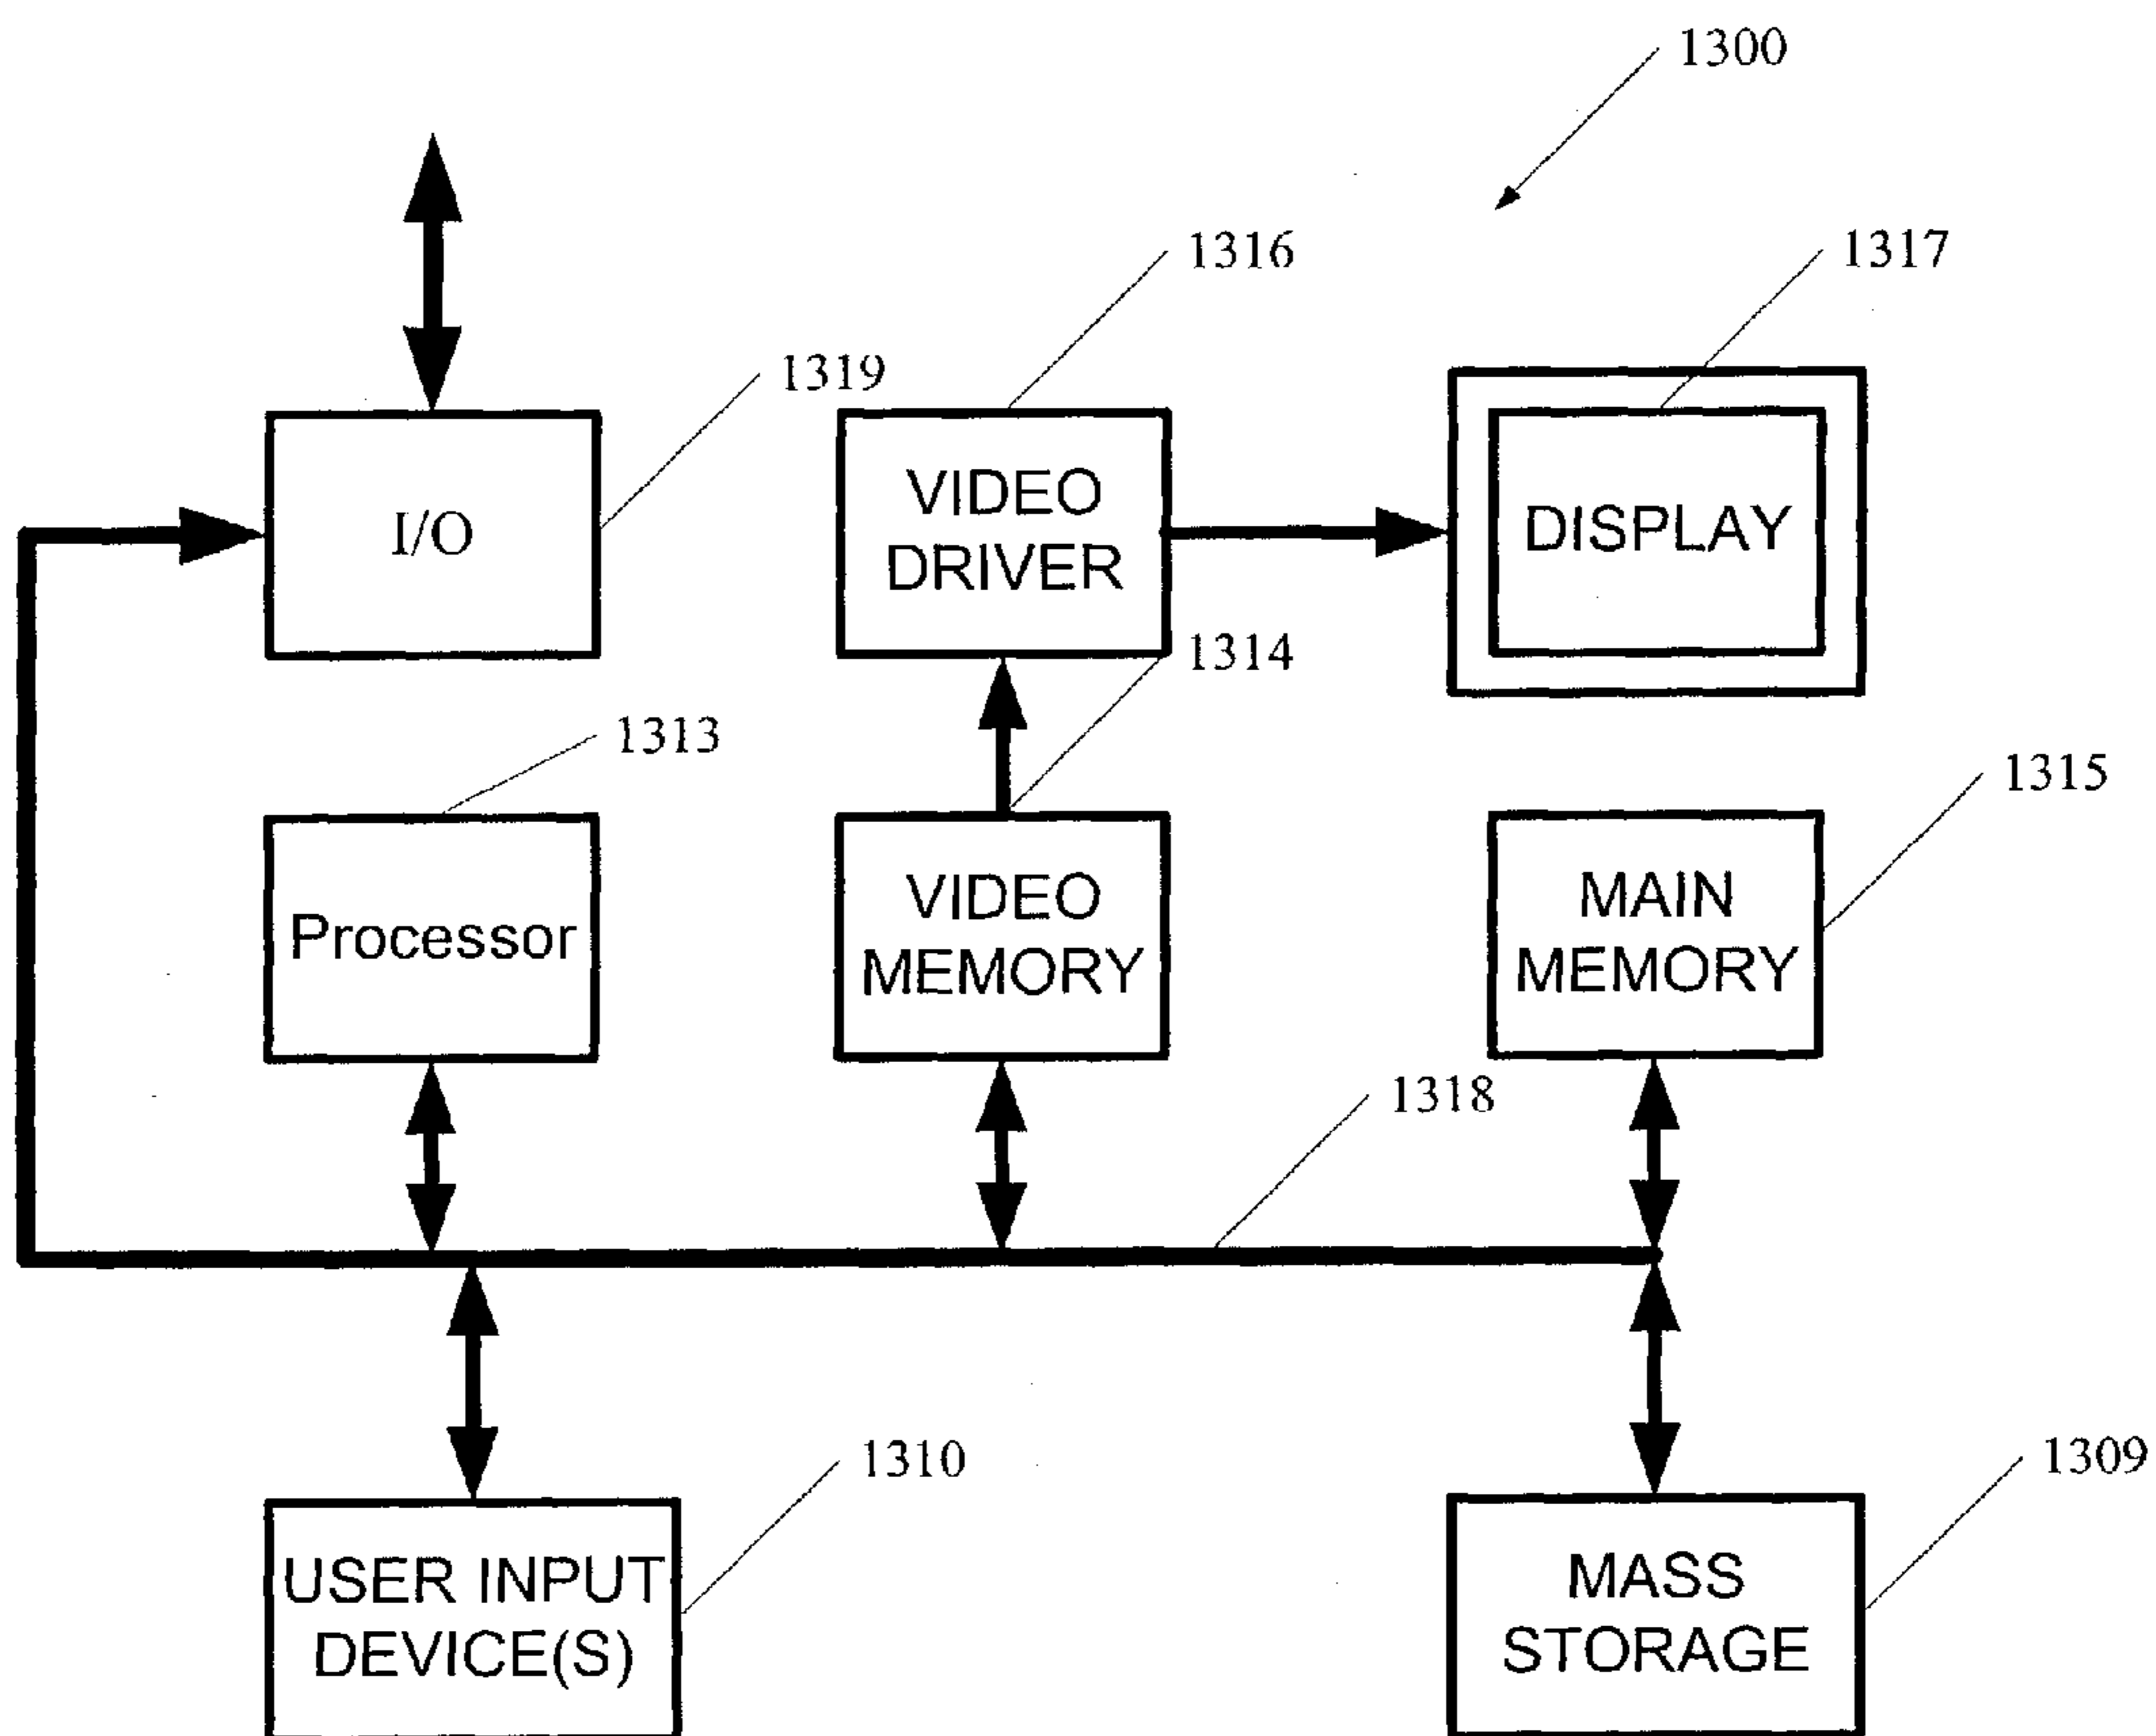 1300
1316
1317
1319
I/O
VIDEO
DRIVER
DISPLAY
1314
1313
1315
Processor
VIDEO
MEMORY
MAIN
MEMORY
1318
1310
1309
USER INPUT
DEVICE(S)
MASS
STORAGE